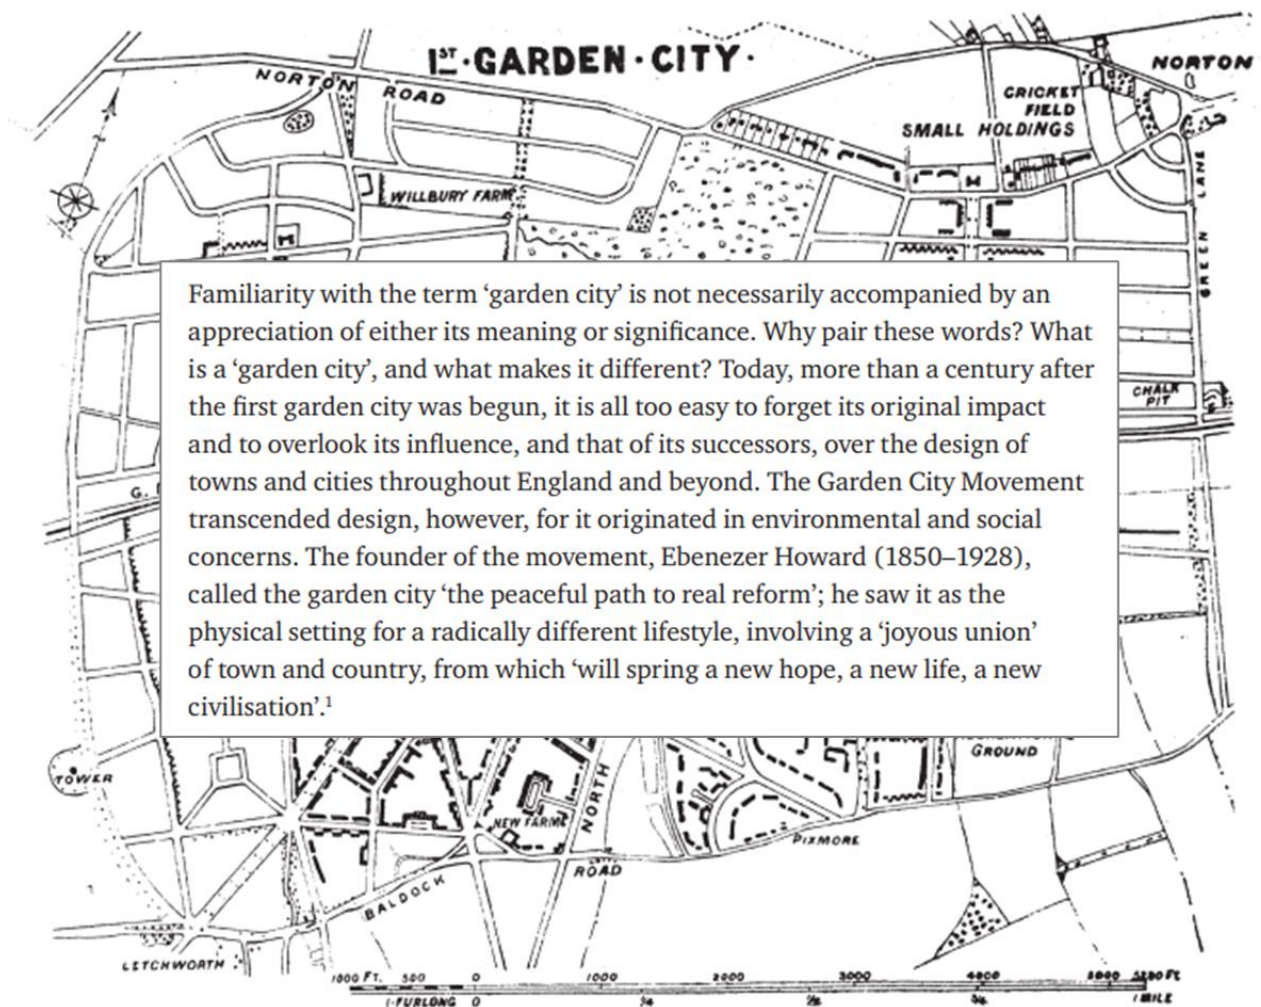 1ST · GARDEN · CITY ·
NORTON
NORTON ROAD
CRICKET
FIELD
SMALL HOLDINGS
WILLBURY FARM
GREEN LANE
Familiarity with the term ‘garden city’ is not necessarily accompanied by an
appreciation of either its meaning or significance. Why pair these words? What
is a ‘garden city’, and what makes it different? Today, more than a century after
the first garden city was begun, it is all too easy to forget its original impact
and to overlook its influence, and that of its successors, over the design of
towns and cities throughout England and beyond. The Garden City Movement
transcended design, however, for it originated in environmental and social
concerns. The founder of the movement, Ebenezer Howard (1850–1928),
called the garden city ‘the peaceful path to real reform’; he saw it as the
physical setting for a radically different lifestyle, involving a ‘joyous union’
of town and country, from which ‘will spring a new hope, a new life, a new
civilisation’.¹
CHALK
PIT
G.
GROUND
TOWER
NEW FARM
NORTH
PIXMORE
ROAD
BALDOCK
LETCHWORTH
1000 FT. 500 0 1000 2000 3000 4000 5000 5280 FT
1-FURLONG 0 1/4 1/2 3/4 1 MILE